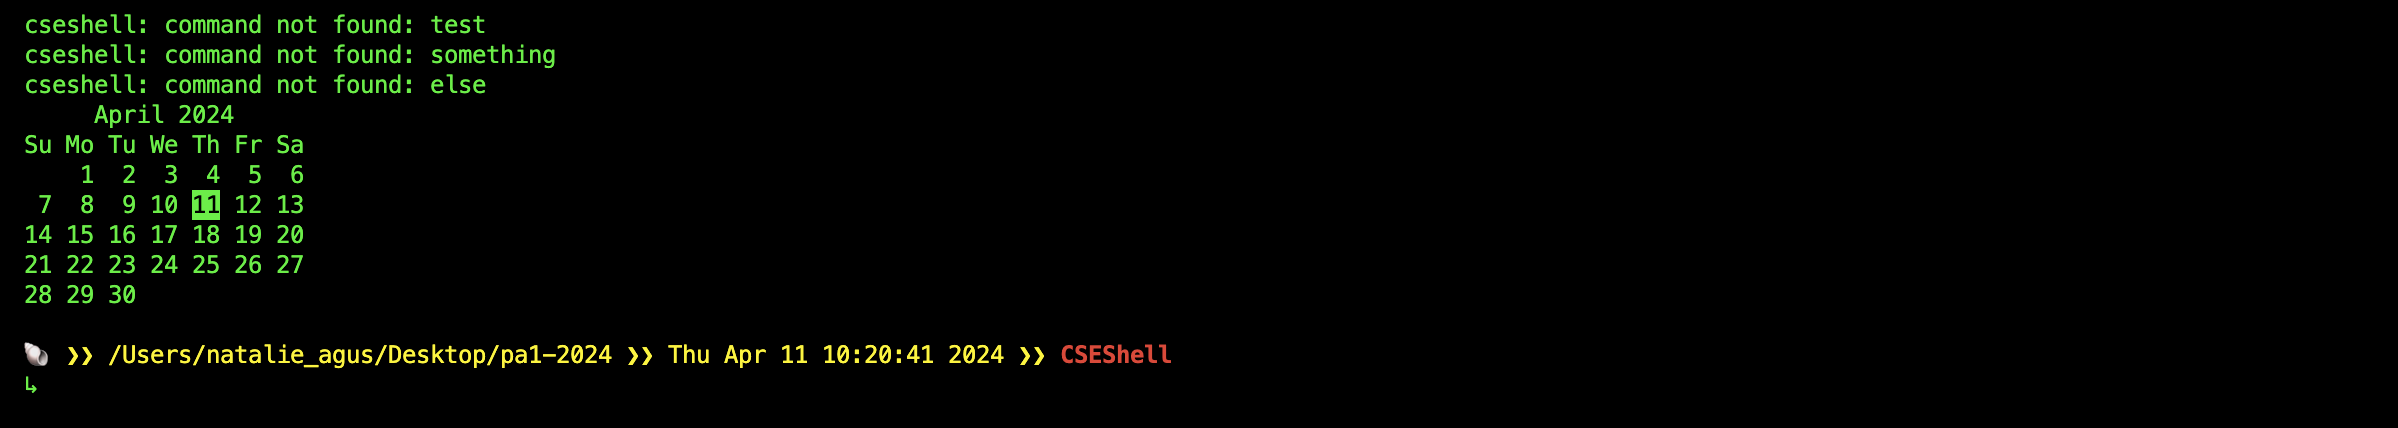 cseshell: command not found: test
cseshell: command not found: something
cseshell: command not found: else
     April 2024
Su Mo Tu We Th Fr Sa
    1  2  3  4  5  6
 7  8  9 10 11 12 13
14 15 16 17 18 19 20
21 22 23 24 25 26 27
28 29 30
🐚 ❯❯ /Users/natalie_agus/Desktop/pa1-2024 ❯❯ Thu Apr 11 10:20:41 2024 ❯❯ CSEShell
↳